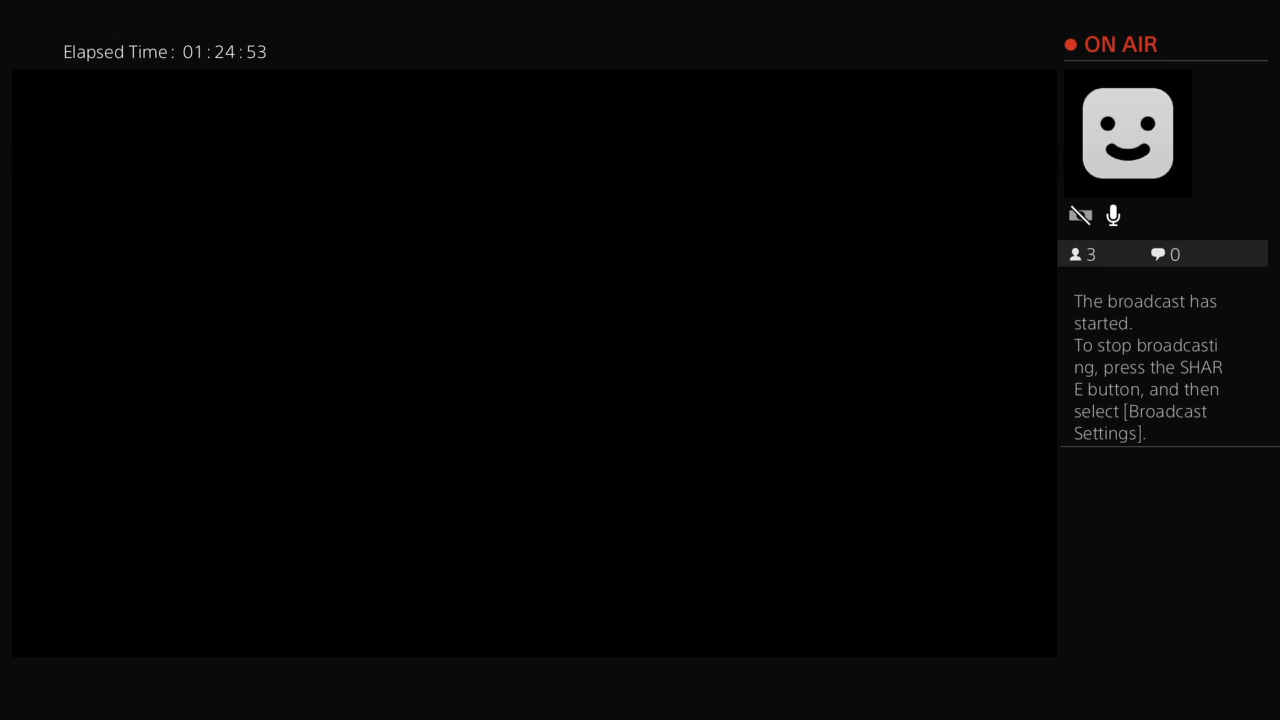 Elapsed Time: 01:24:53
ON AIR
3 0
The broadcast has
started.
To stop broadcasti
ng, press the SHAR
E button, and then
select [Broadcast
Settings].